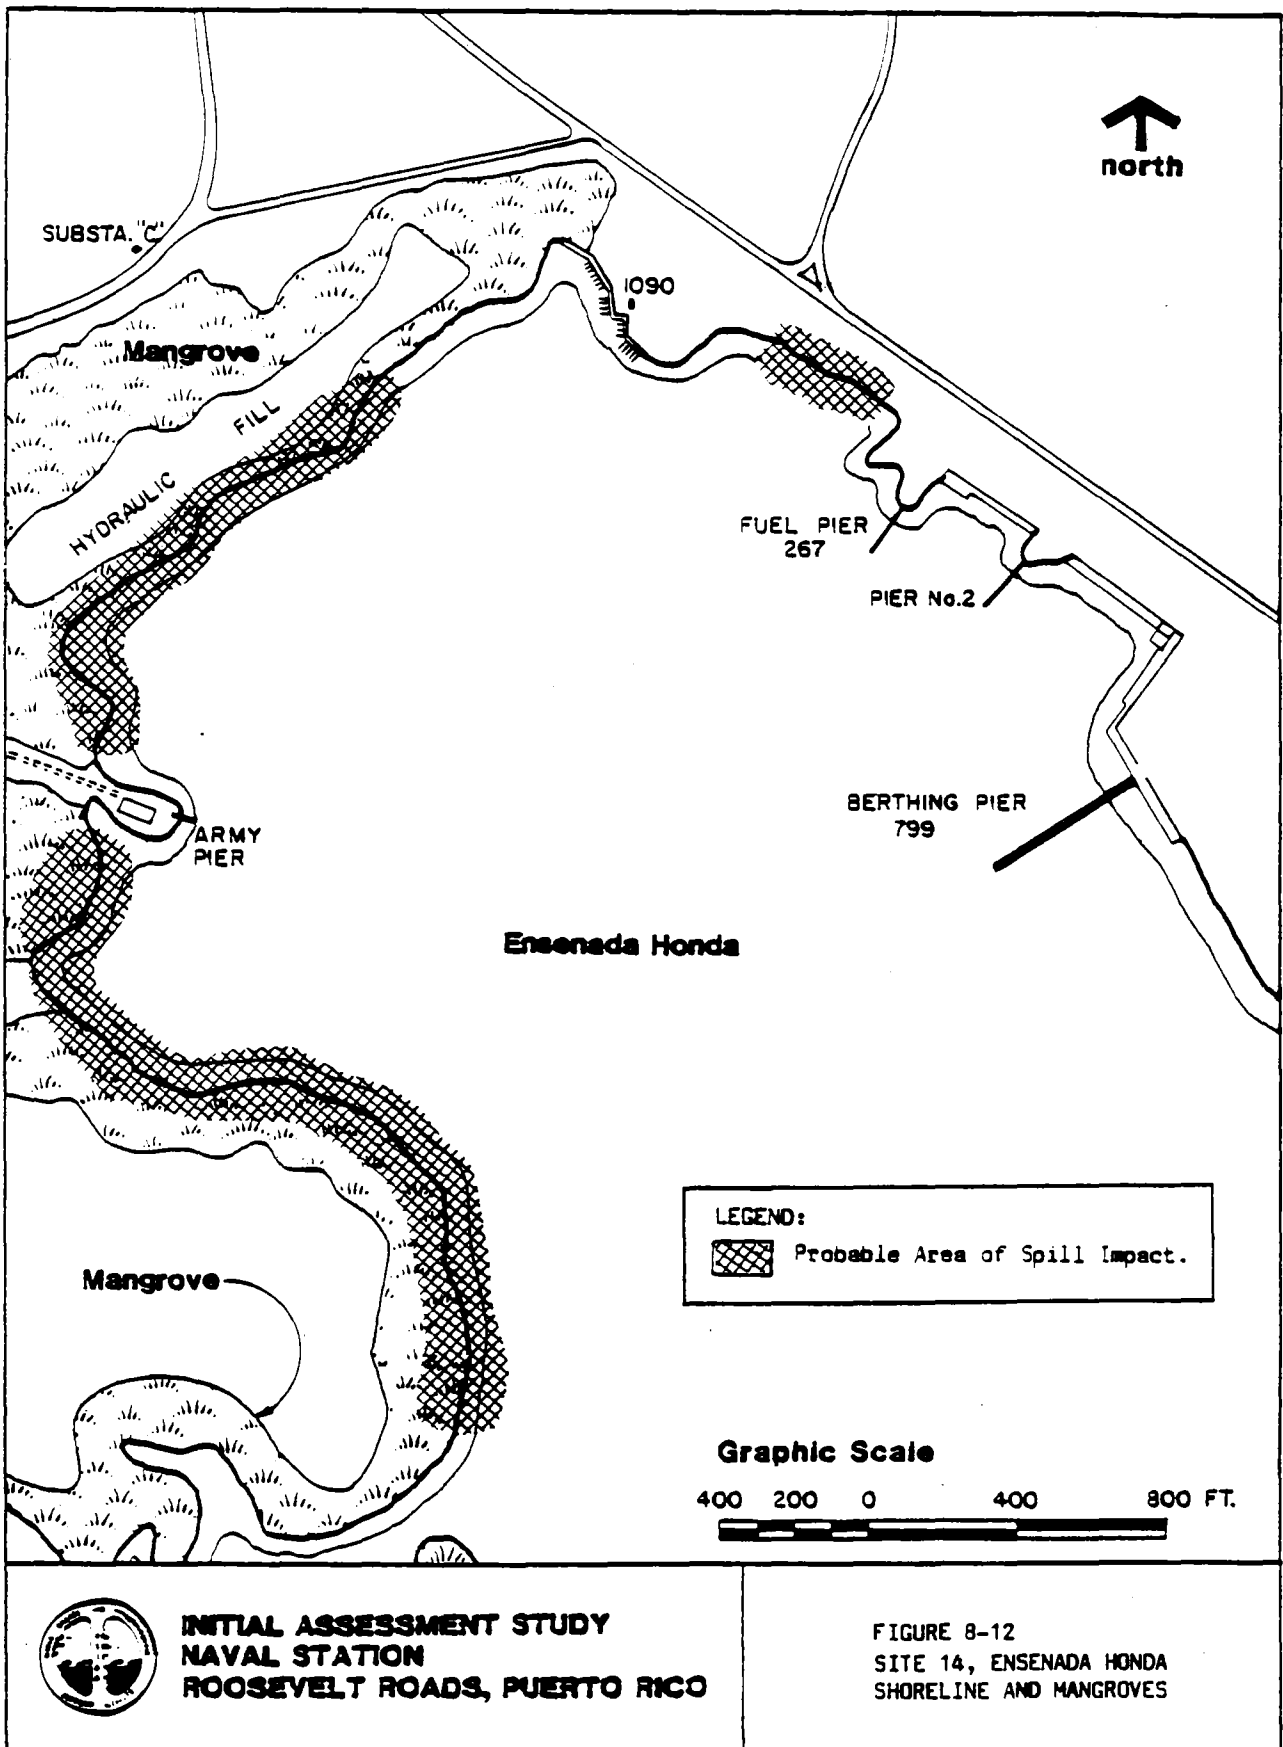 north
SUBSTA. "C"
1090
Mangrove
HYDRAULIC FILL
FUEL PIER
267
PIER No.2
BERTHING PIER
799
ARMY
PIER
Ensenada Honda
LEGEND:
Probable Area of Spill Impact.
Mangrove
Graphic Scale
400 200 0 400 800 FT.
INITIAL ASSESSMENT STUDY
NAVAL STATION
ROOSEVELT ROADS, PUERTO RICO
FIGURE 8-12
SITE 14, ENSENADA HONDA
SHORELINE AND MANGROVES